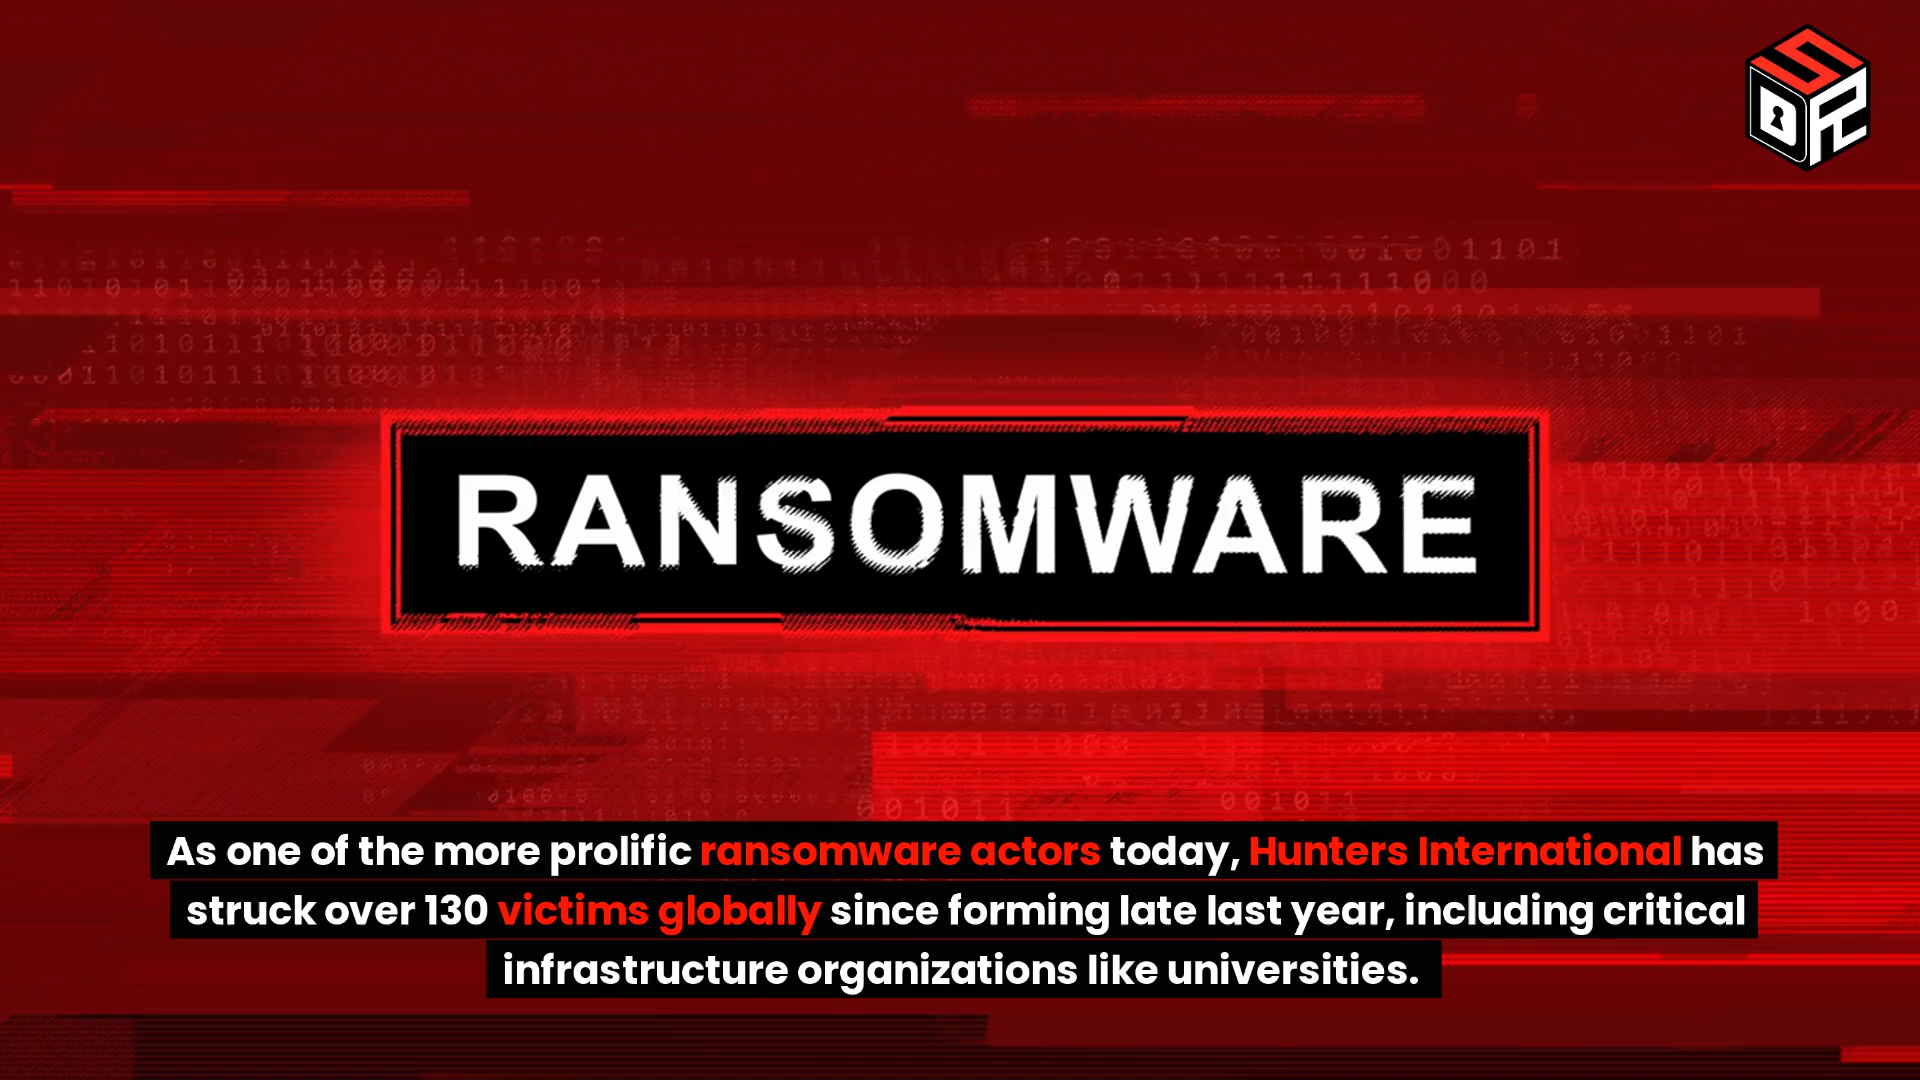 RANSOMWARE
As one of the more prolific ransomware actors today, Hunters International has
struck over 130 victims globally since forming late last year, including critical
infrastructure organizations like universities.